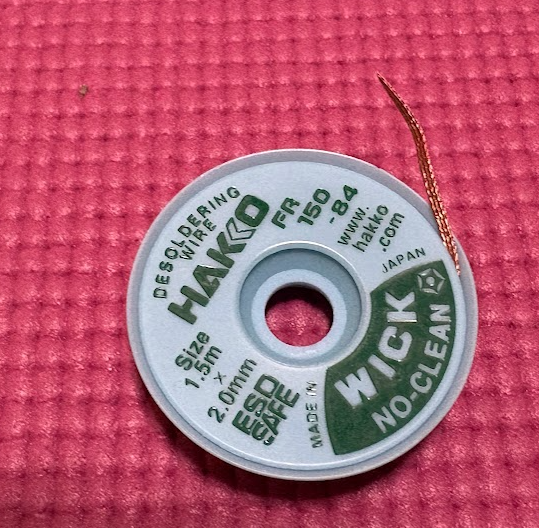 DESOLDERING
WIRE
HAKKO
FR
150
-84
www.
hakko
.com
Size
1.5m
x
2.0mm
ESD
SAFE
MADE IN
JAPAN
WICK
NO-CLEAN